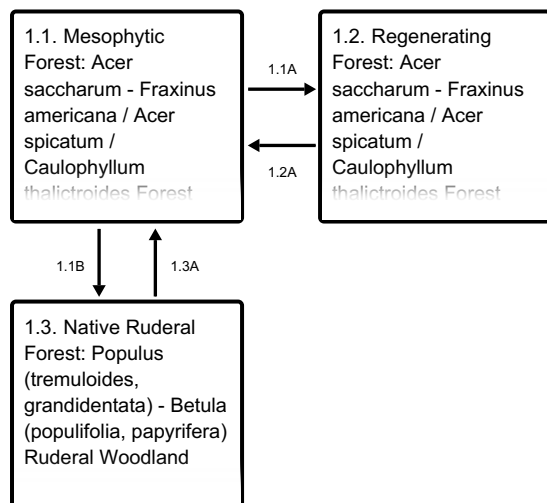 1.1. Mesophytic
Forest: Acer
saccharum - Fraxinus
americana / Acer
spicatum /
Caulophyllum
thalictroides Forest
1.1A
1.2A
1.2. Regenerating
Forest: Acer
saccharum - Fraxinus
americana / Acer
spicatum /
Caulophyllum
thalictroides Forest
1.1B
1.3A
1.3. Native Ruderal
Forest: Populus
(tremuloides,
grandidentata) - Betula
(populifolia, papyrifera)
Ruderal Woodland